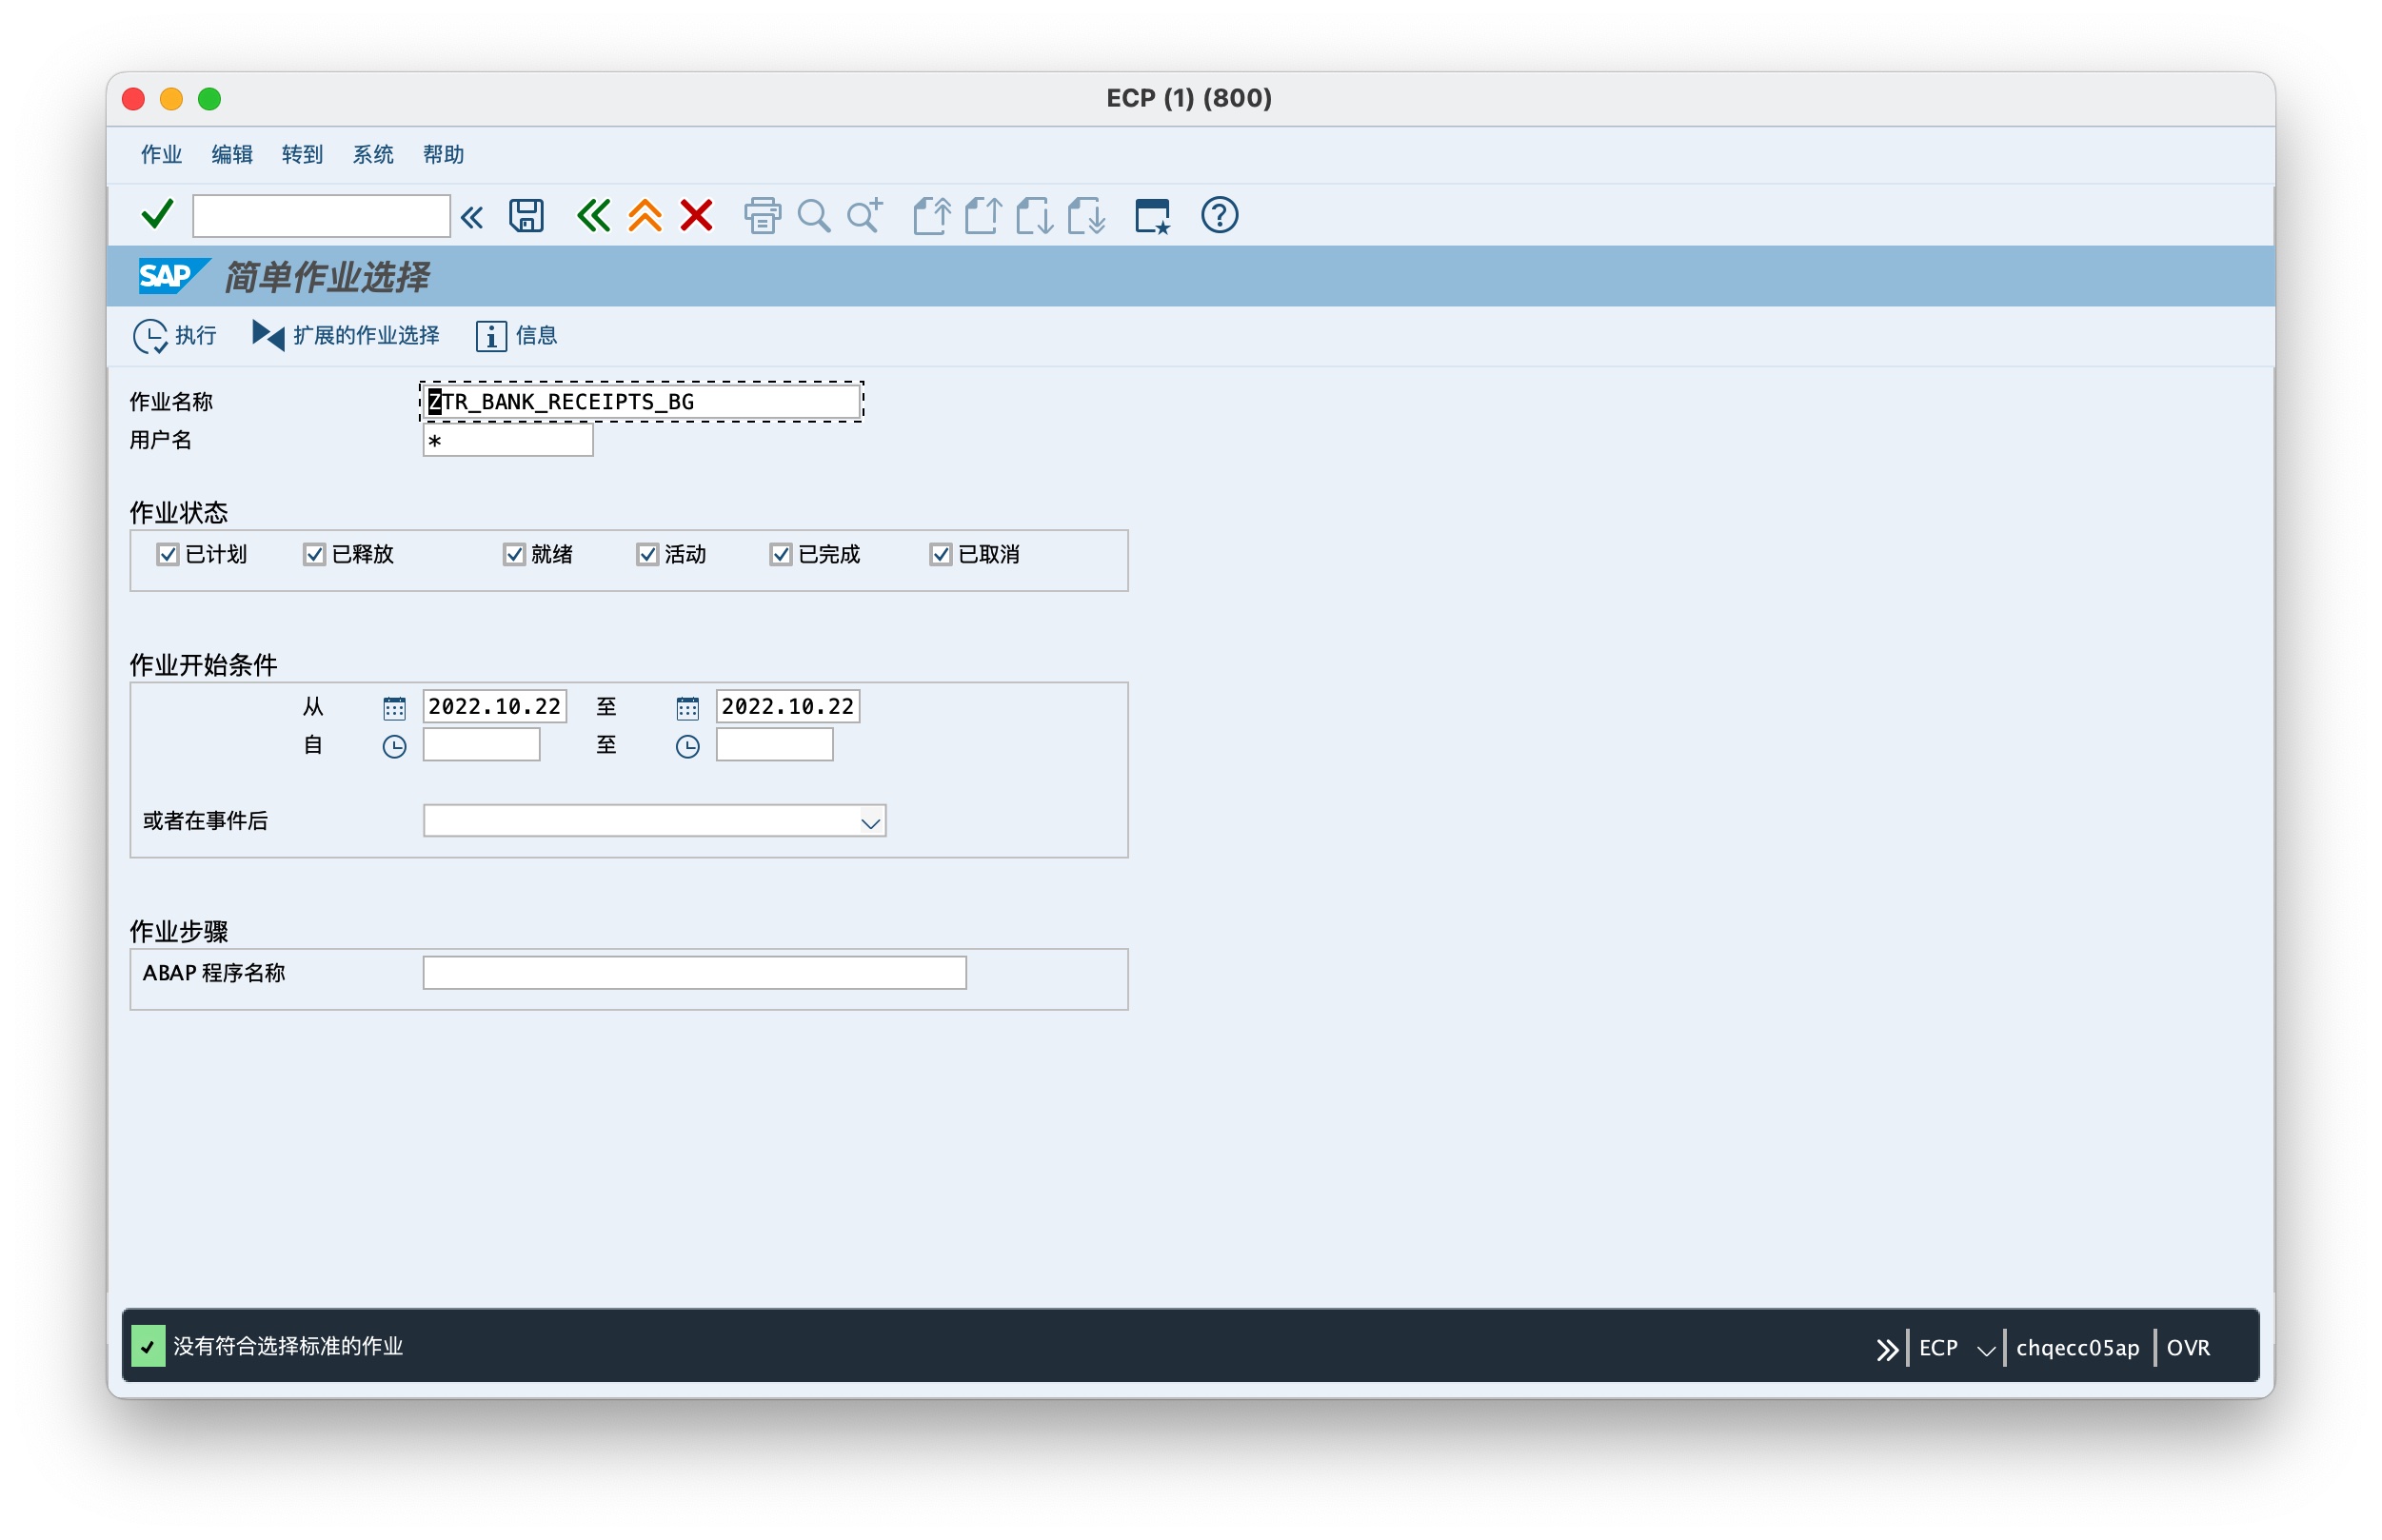 ECP (1) (800)
作业 编辑 转到 系统 帮助
SAP 简单作业选择
执行 扩展的作业选择 信息
作业名称 ZTR_BANK_RECEIPTS_BG
用户名 *
作业状态
已计划 已释放 就绪 活动 已完成 已取消
作业开始条件
从 2022.10.22 至 2022.10.22
自 至
或者在事件后
作业步骤
ABAP 程序名称
没有符合选择标准的作业 ECP chqecc05ap OVR